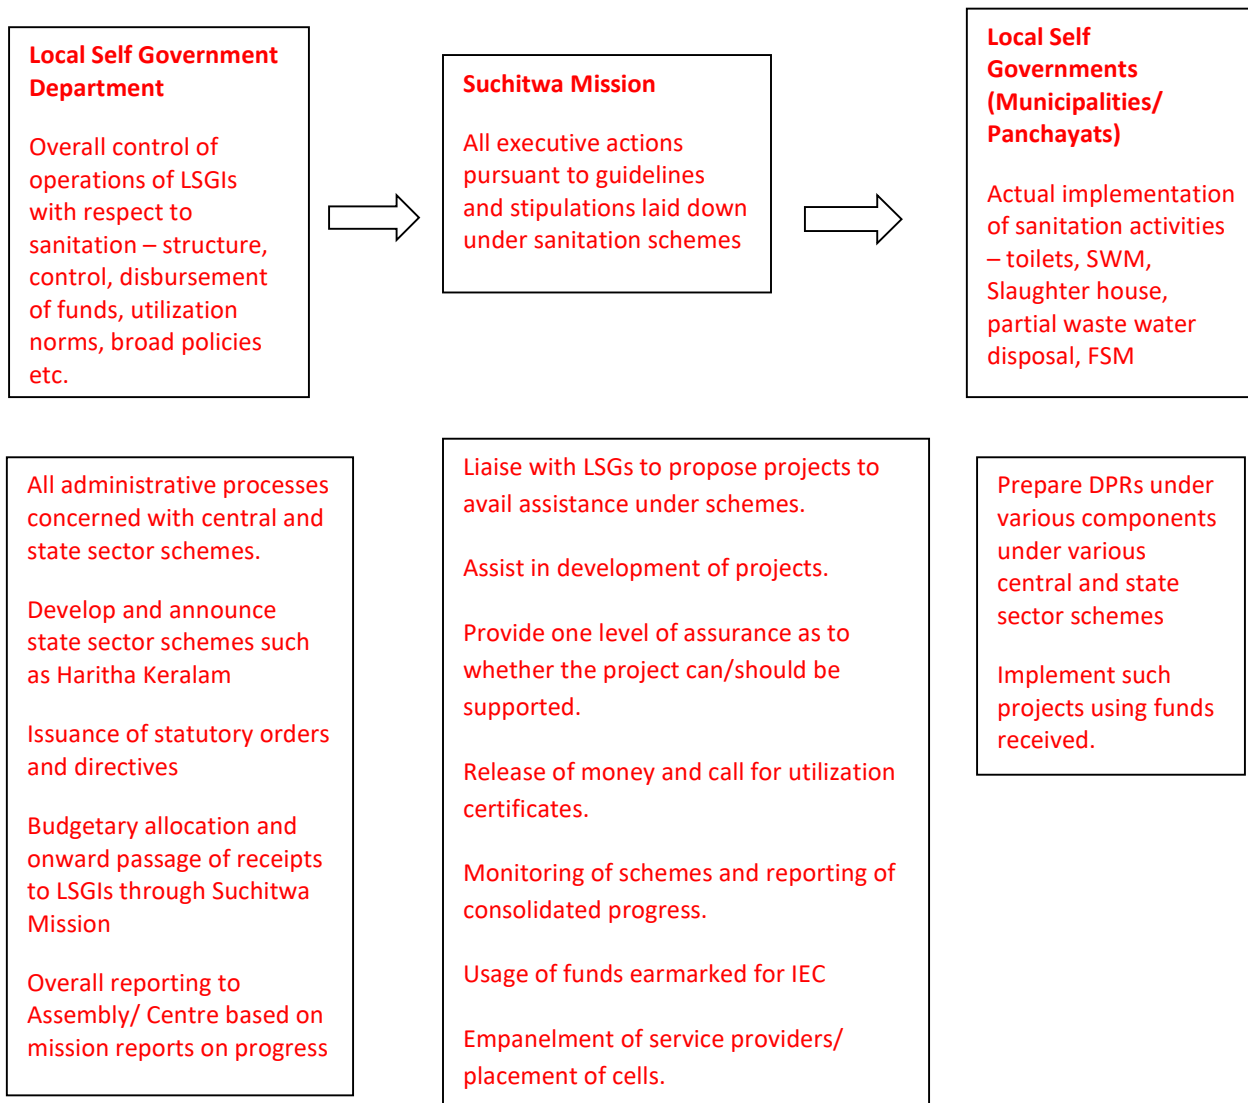 Local Self Government
Department
Overall control of
operations of LSGIs
with respect to
sanitation – structure,
control, disbursement
of funds, utilization
norms, broad policies
etc.
Suchitwa Mission
All executive actions
pursuant to guidelines
and stipulations laid down
under sanitation schemes
Local Self
Governments
(Municipalities/
Panchayats)
Actual implementation
of sanitation activities
– toilets, SWM,
Slaughter house,
partial waste water
disposal, FSM
All administrative processes
concerned with central and
state sector schemes.
Develop and announce
state sector schemes such
as Haritha Keralam
Issuance of statutory orders
and directives
Budgetary allocation and
onward passage of receipts
to LSGIs through Suchitwa
Mission
Overall reporting to
Assembly/ Centre based on
mission reports on progress
Liaise with LSGs to propose projects to
avail assistance under schemes.
Assist in development of projects.
Provide one level of assurance as to
whether the project can/should be
supported.
Release of money and call for utilization
certificates.
Monitoring of schemes and reporting of
consolidated progress.
Usage of funds earmarked for IEC
Empanelment of service providers/
placement of cells.
Prepare DPRs under
various components
under various
central and state
sector schemes
Implement such
projects using funds
received.